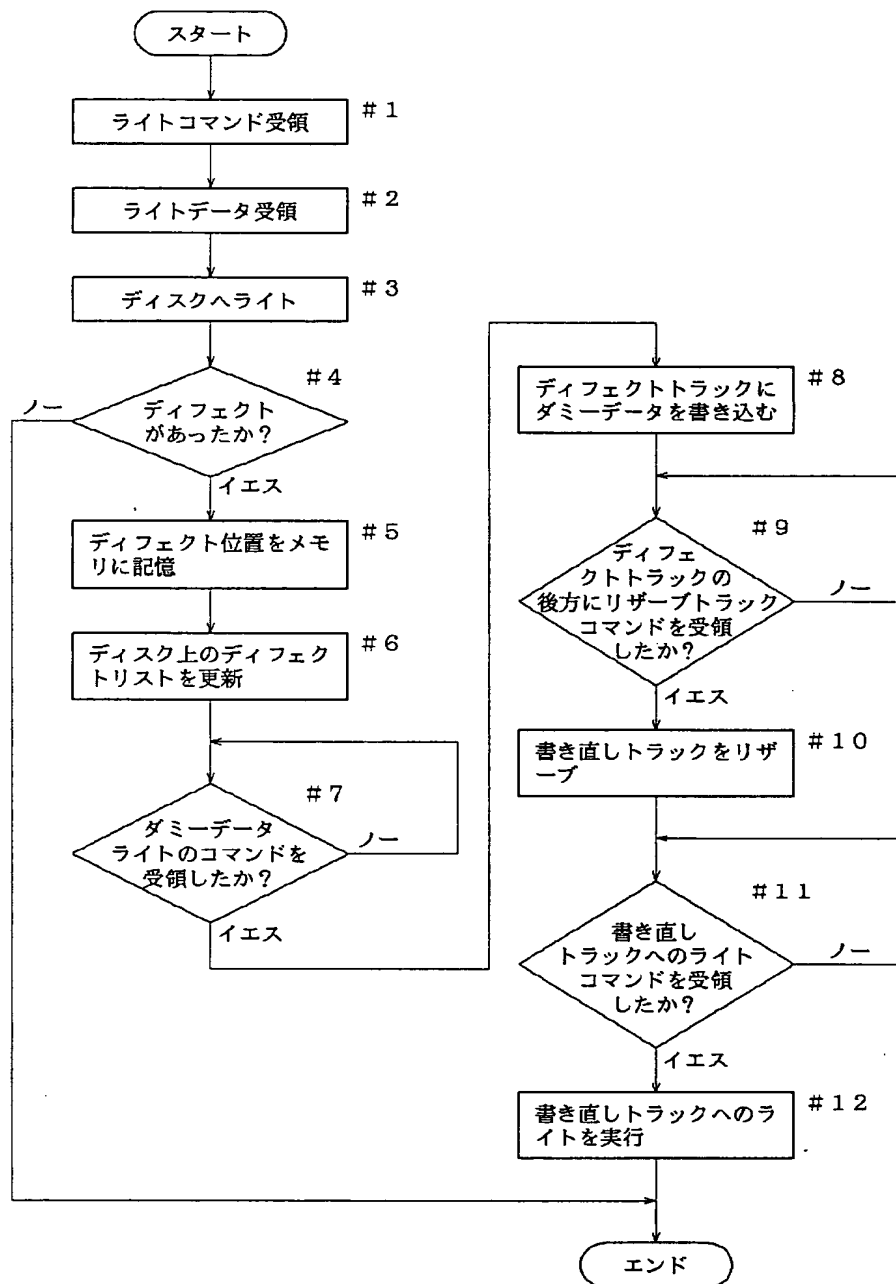 スタート
ライトコマンド受領
#1
ライトデータ受領
#2
ディスクへライト
#3
#4
ノー
ディフェクト
があったか?
イエス
ディフェクト位置をメモ
リに記憶
#5
ディスク上のディフェク
トリストを更新
#6
#7
ダミーデータ
ライトのコマンドを
受領したか?
ノー
イエス
ディフェクトトラックに
ダミーデータを書き込む
#8
#9
ディフェ
クトトラックの
後方にリザーブトラック
コマンドを受領
したか?
ノー
イエス
書き直しトラックをリザ
ーブ
#10
#11
書き直し
トラックへのライト
コマンドを受領
したか?
ノー
イエス
書き直しトラックへのラ
イトを実行
#12
エンド